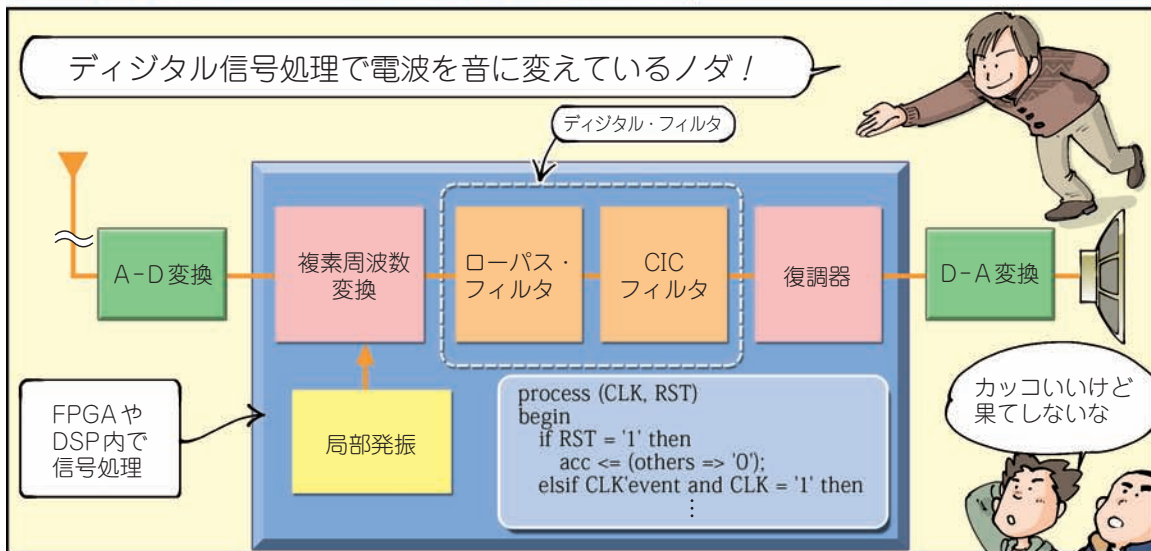 ディジタル信号処理で電波を音に変えているノダ!
ディジタル・フィルタ
A-D変換
複素周波数
変換
ローパス・
フィルタ
CIC
フィルタ
復調器
D-A変換
FPGAや
DSP内で
信号処理
局部発振
process (CLK, RST)
begin
if RST = '1' then
acc <= (others => '0');
elsif CLK'event and CLK = '1' then
⋮
カッコいいけど
果てしないな